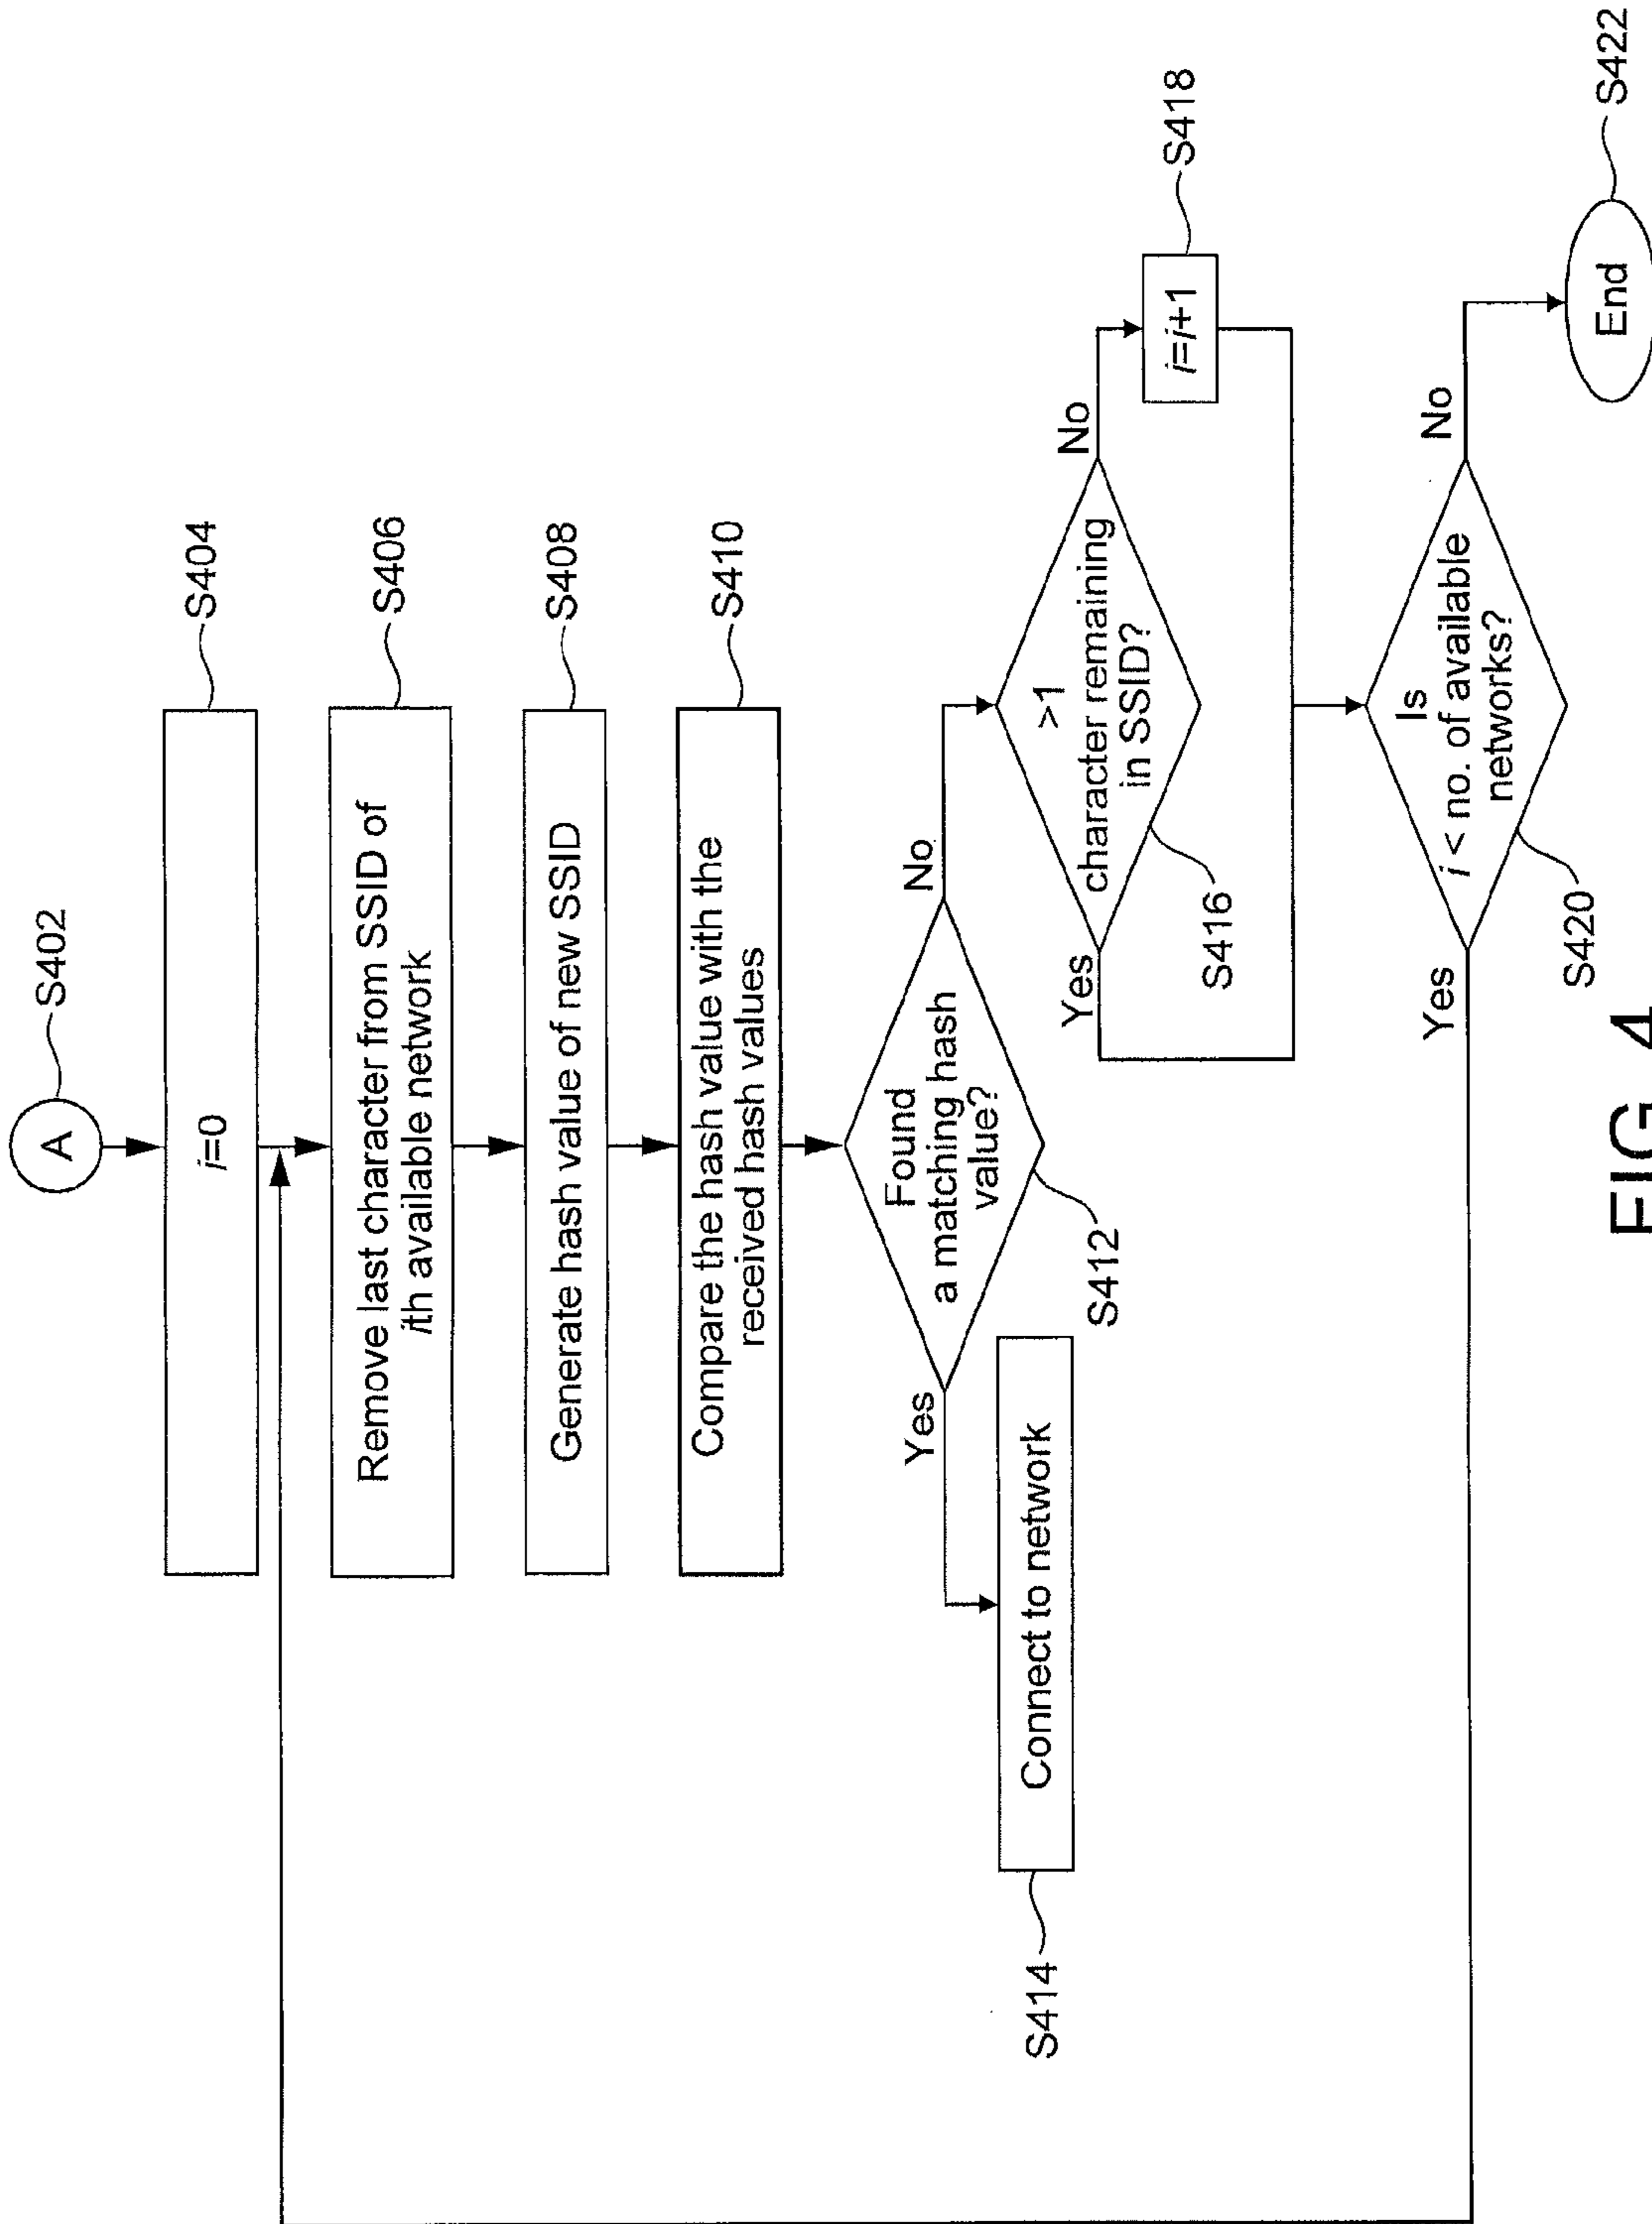 A
S402
i=0
S404
Remove last character from SSID of
ith available network
S406
Generate hash value of new SSID
S408
Compare the hash value with the
received hash values
S410
Found
a matching hash
value?
S412
Yes
No
Connect to network
S414
>1
character remaining
in SSID?
S416
Yes
No
i=i+1
S418
Is
i < no. of available
networks?
S420
Yes
No
End
S422
FIG. 4